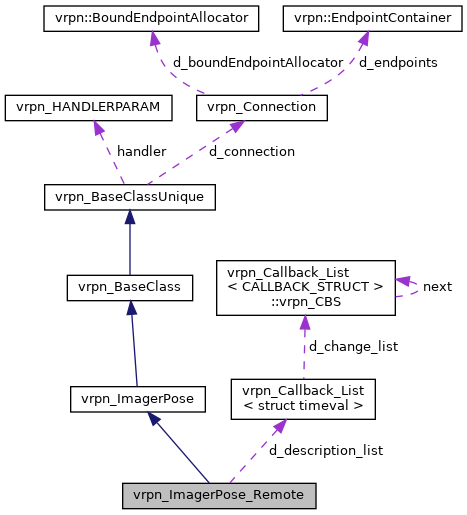 vrpn::BoundEndpointAllocator
vrpn::EndpointContainer
d_boundEndpointAllocator
d_endpoints
vrpn_HANDLERPARAM
vrpn_Connection
handler
d_connection
vrpn_BaseClassUnique
vrpn_BaseClass
vrpn_Callback_List
< CALLBACK_STRUCT >
::vrpn_CBS
next
d_change_list
vrpn_ImagerPose
vrpn_Callback_List
< struct timeval >
d_description_list
vrpn_ImagerPose_Remote